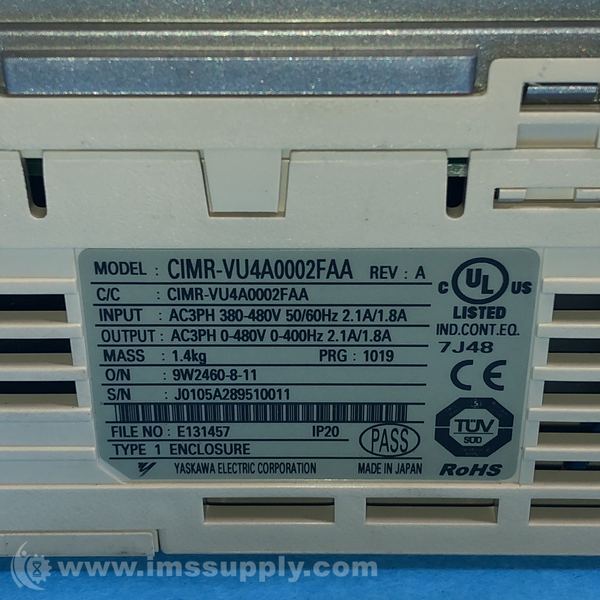 MODEL : CIMR-VU4A0002FAA REV : A
C/C : CIMR-VU4A0002FAA
INPUT : AC3PH 380-480V 50/60Hz 2.1A/1.8A
OUTPUT : AC3PH 0-480V 0-400Hz 2.1A/1.8A
MASS : 1.4kg PRG : 1019
O/N : 9W2460-8-11
S/N : J0105A289510011
FILE NO : E131457 IP20
TYPE 1 ENCLOSURE
PASS
YASKAWA ELECTRIC CORPORATION MADE IN JAPAN
C UL US
LISTED
IND.CONT.EQ.
7J48
CE
TÜV
SÜD
RoHS
www.imssupply.com